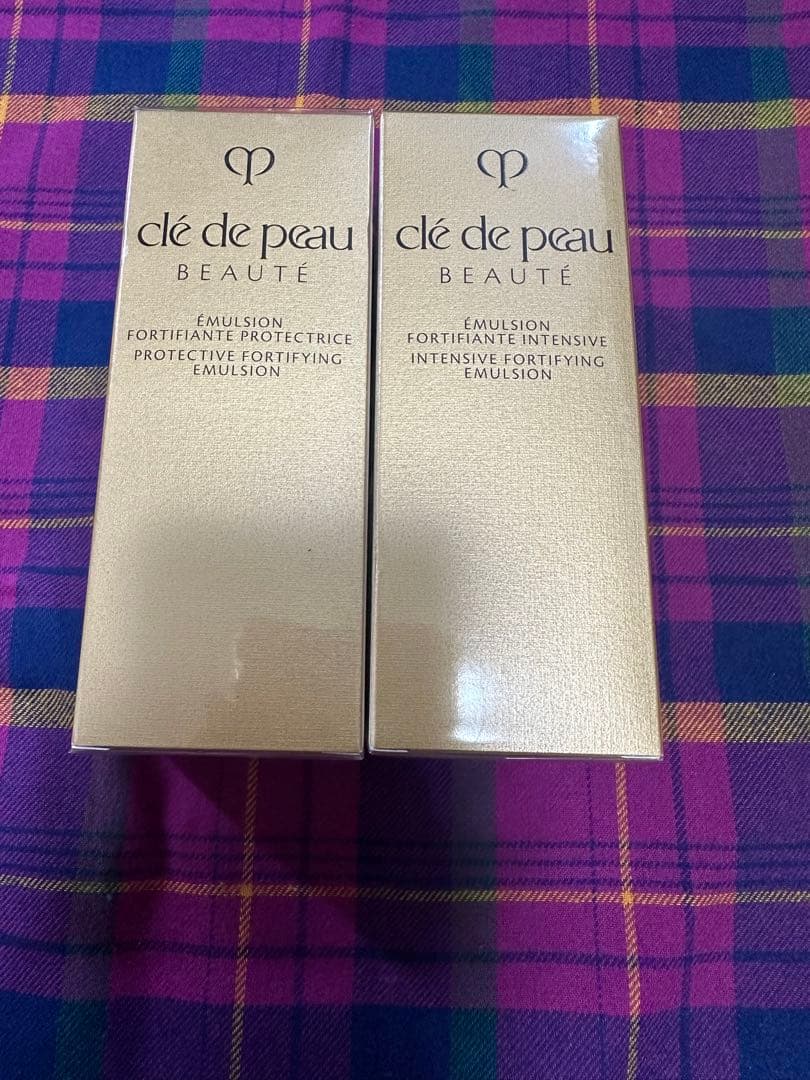 clé de peau
BEAUTÉ
ÉMULSION
FORTIFIANTE PROTECTRICE
PROTECTIVE FORTIFYING
EMULSION
clé de peau
BEAUTÉ
ÉMULSION
FORTIFIANTE INTENSIVE
INTENSIVE FORTIFYING
EMULSION